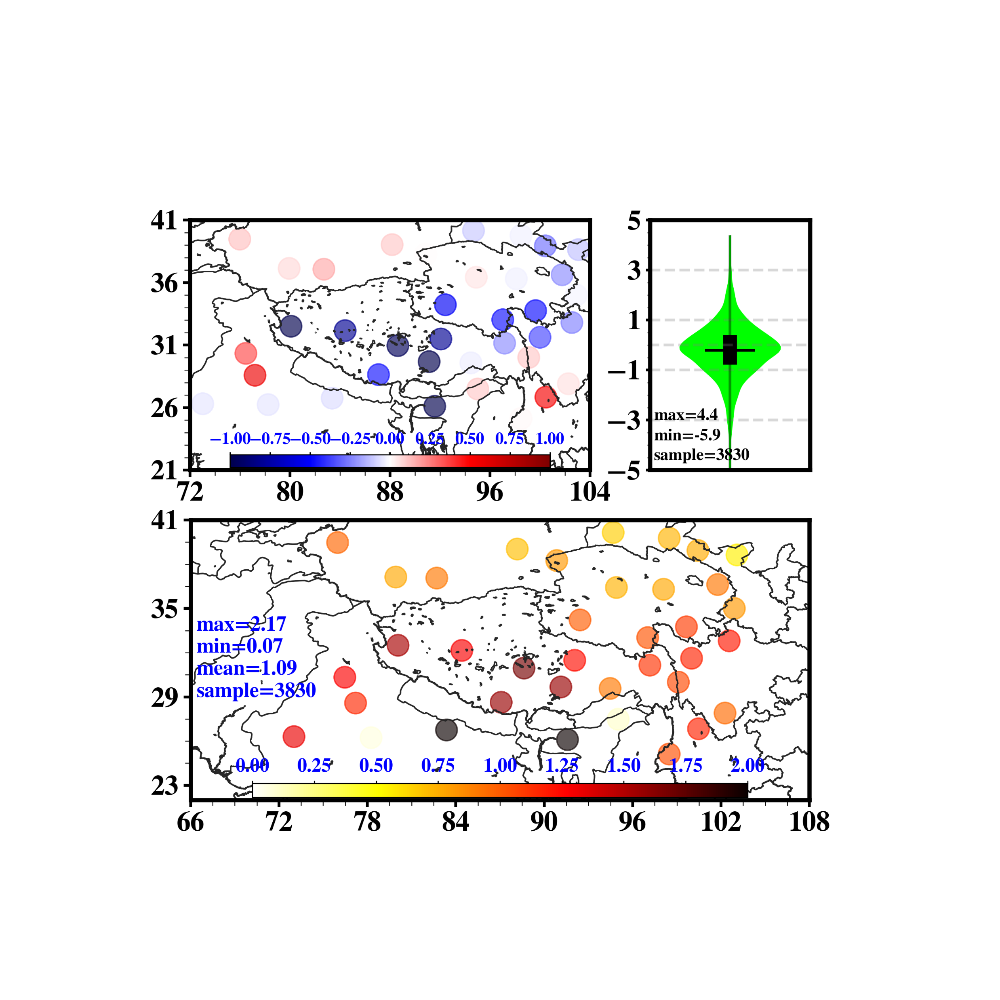 41
36
31
26
21
−1.00 −0.75 −0.50 −0.25 0.00 0.25 0.50 0.75 1.00
72 80 88 96 104
5
3
1
−1
−3
−5
max=4.4
min=-5.9
sample=3830
41
35
29
23
max=2.17
min=0.07
mean=1.09
sample=3830
0.00 0.25 0.50 0.75 1.00 1.25 1.50 1.75 2.00
66 72 78 84 90 96 102 108